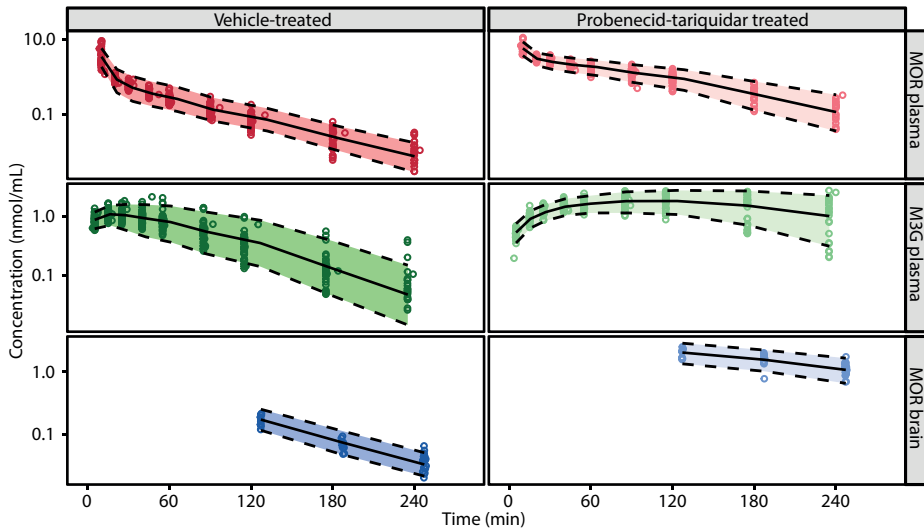 Vehicle-treated
Probenecid-tariquidar treated
Concentration (nmol/mL)
10.0
0.1
MOR plasma
1.0
0.1
M3G plasma
1.0
0.1
MOR brain
0 60 120 180 240
0 60 120 180 240
Time (min)